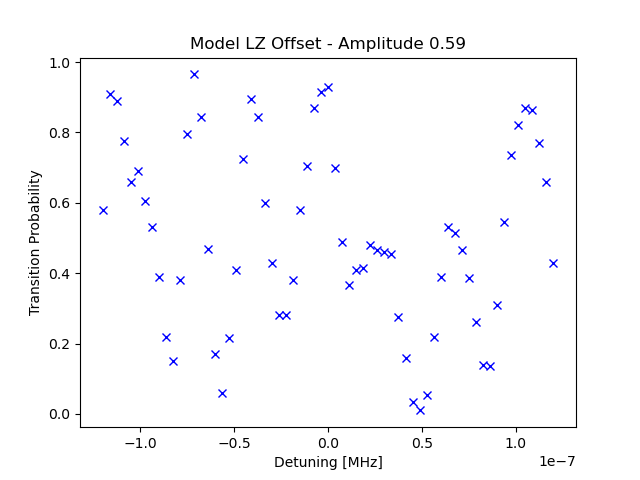 Model LZ Offset - Amplitude 0.59
Transition Probability
1.0
0.8
0.6
0.4
0.2
0.0
−1.0 −0.5 0.0 0.5 1.0
1e−7
Detuning [MHz]